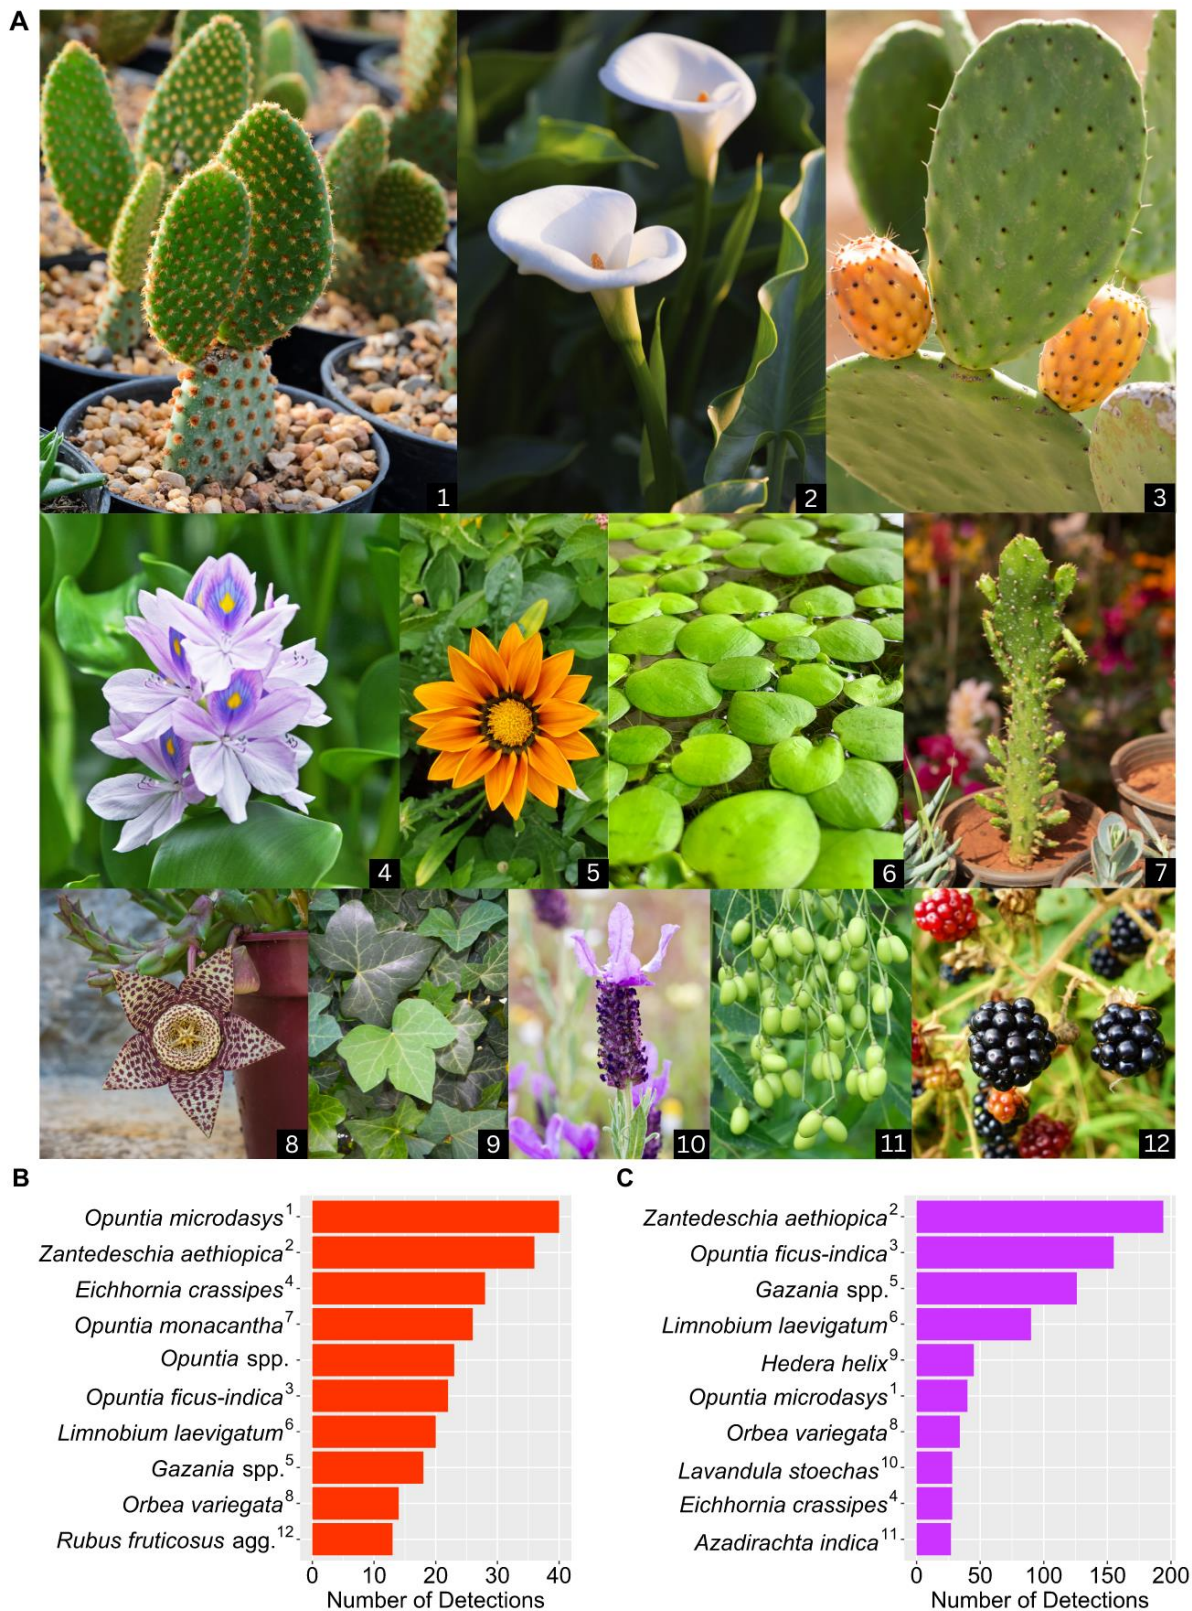 A
1
2
3
4
5
6
7
8
9
10
11
12
B
Opuntia microdasys1
Zantedeschia aethiopica2
Eichhornia crassipes4
Opuntia monacantha7
Opuntia spp.
Opuntia ficus-indica3
Limnobium laevigatum6
Gazania spp.5
Orbea variegata8
Rubus fruticosus agg.12
0 10 20 30 40
Number of Detections
C
Zantedeschia aethiopica2
Opuntia ficus-indica3
Gazania spp.5
Limnobium laevigatum6
Hedera helix9
Opuntia microdasys1
Orbea variegata8
Lavandula stoechas10
Eichhornia crassipes4
Azadirachta indica11
0 50 100 150 200
Number of Detections